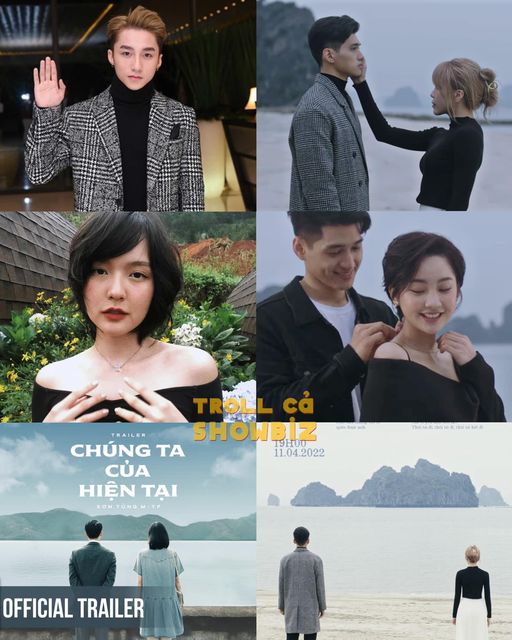 TROLL CẢ
SHOWBIZ
TRAILER
CHÚNG TA
CỦA
HIỆN TẠI
SƠN TÙNG M-TP
OFFICIAL TRAILER
19H00
11.04.2022